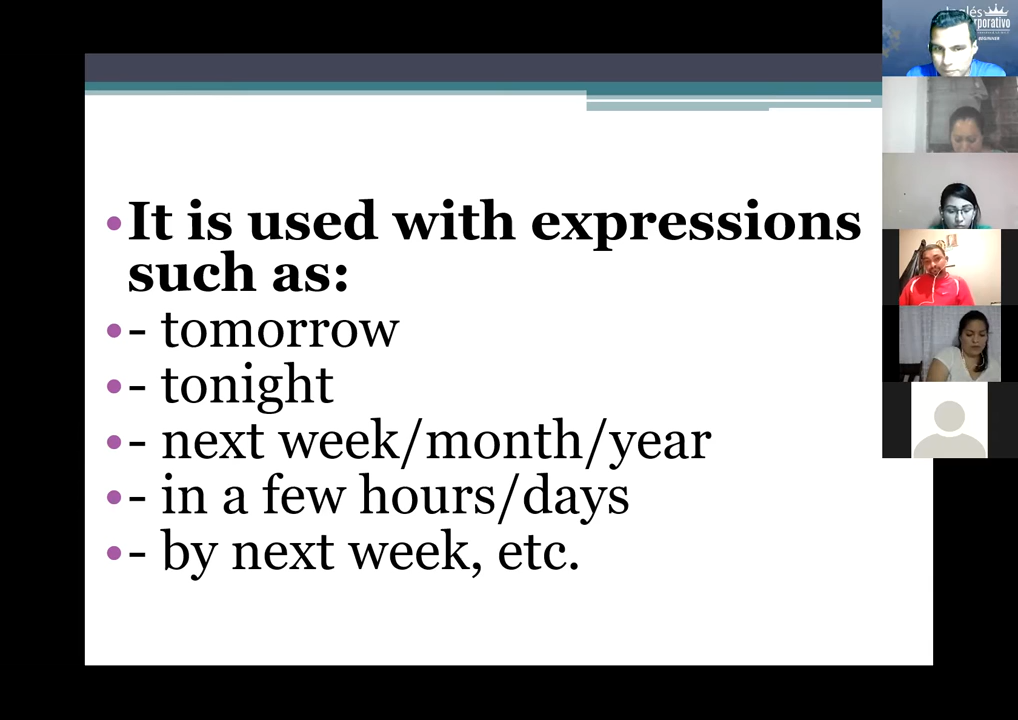 •It is used with expressions
such as:
•- tomorrow
•- tonight
•- next week/month/year
•- in a few hours/days
•- by next week, etc.
BEGINNER